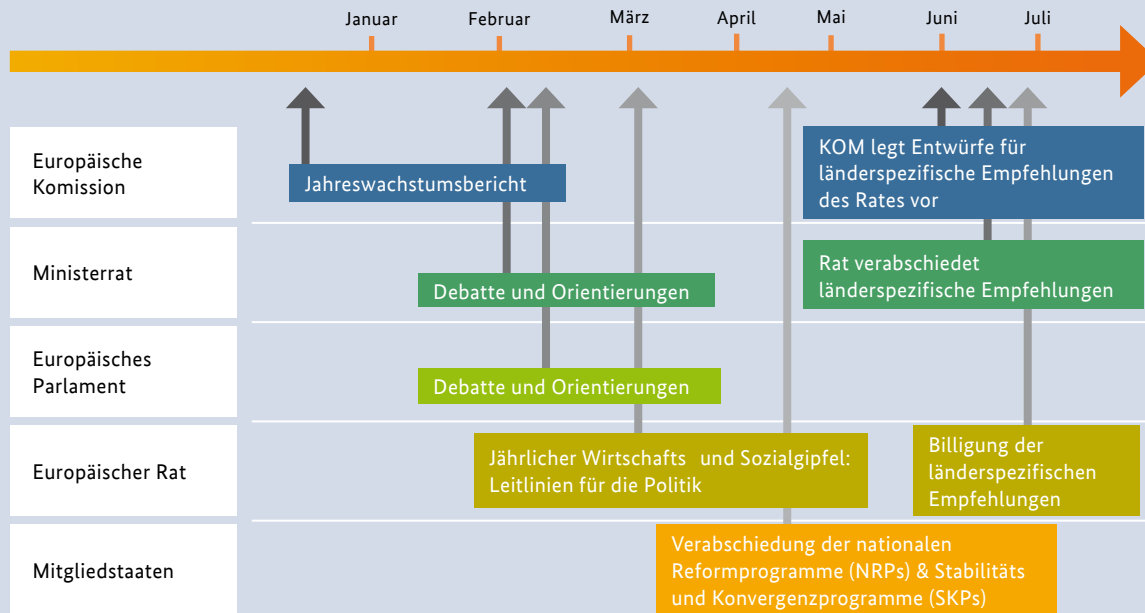 Januar
Februar
März
April
Mai
Juni
Juli
Europäische
Komission
Jahreswachstumsbericht
KOM legt Entwürfe für
länderspezifische Empfehlungen
des Rates vor
Ministerrat
Debatte und Orientierungen
Rat verabschiedet
länderspezifische Empfehlungen
Europäisches
Parlament
Debatte und Orientierungen
Europäischer Rat
Jährlicher Wirtschafts und Sozialgipfel:
Leitlinien für die Politik
Billigung der
länderspezifischen
Empfehlungen
Mitgliedstaaten
Verabschiedung der nationalen
Reformprogramme (NRPs) & Stabilitäts
und Konvergenzprogramme (SKPs)